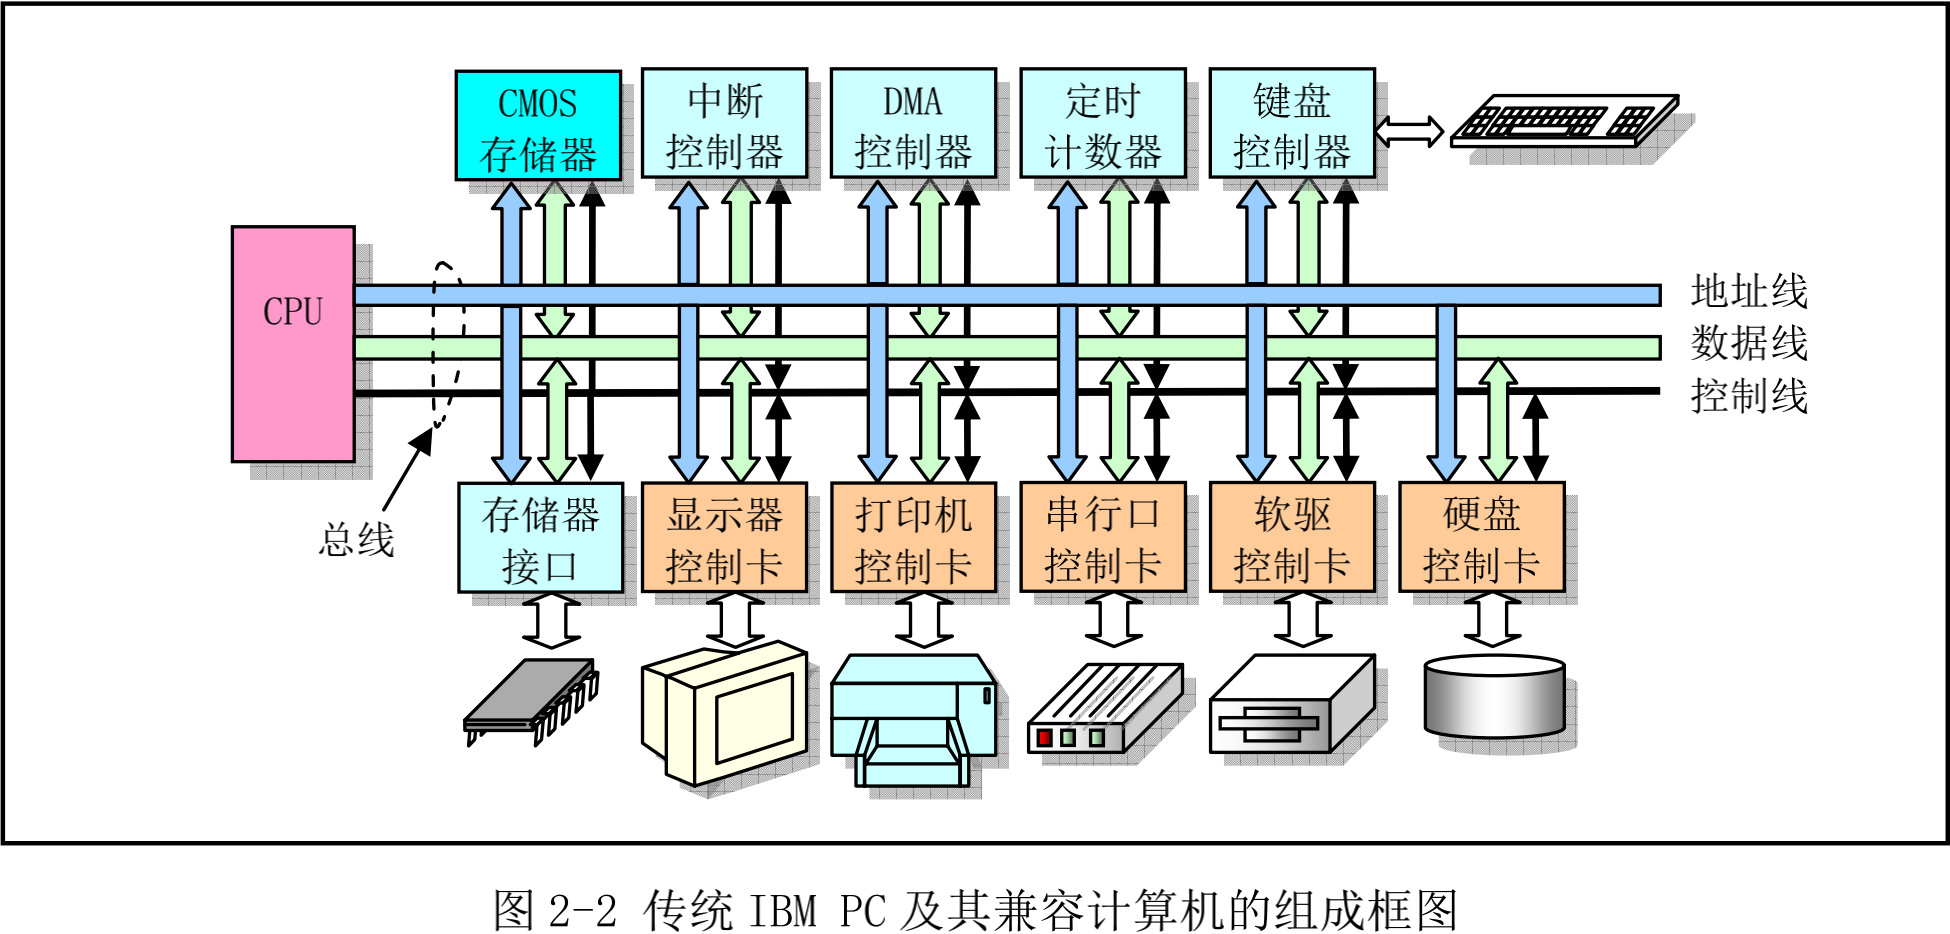 CMOS
存储器
中断
控制器
DMA
控制器
定时
计数器
键盘
控制器
CPU
地址线
数据线
控制线
总线
存储器
接口
显示器
控制卡
打印机
控制卡
串行口
控制卡
软驱
控制卡
硬盘
控制卡
图 2-2 传统 IBM PC 及其兼容计算机的组成框图